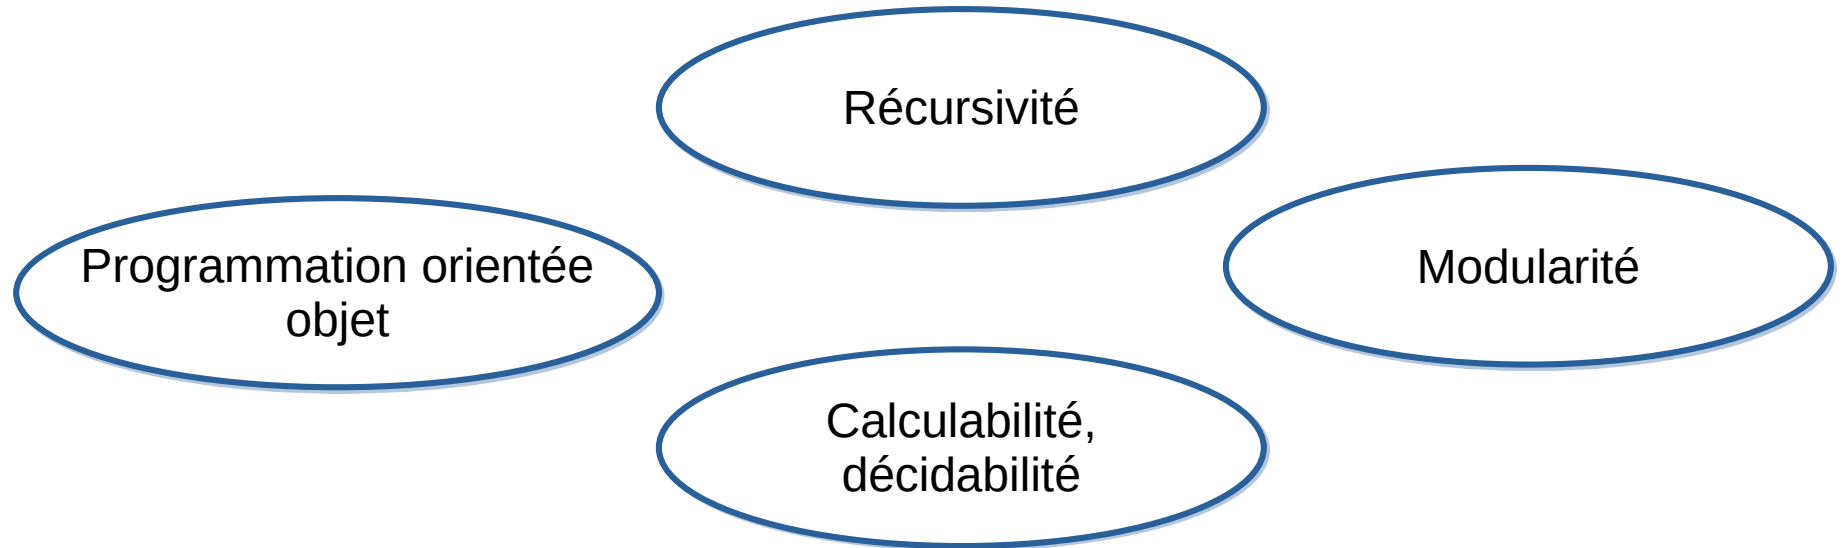 Récursivité
Programmation orientée
objet
Modularité
Calculabilité,
décidabilité